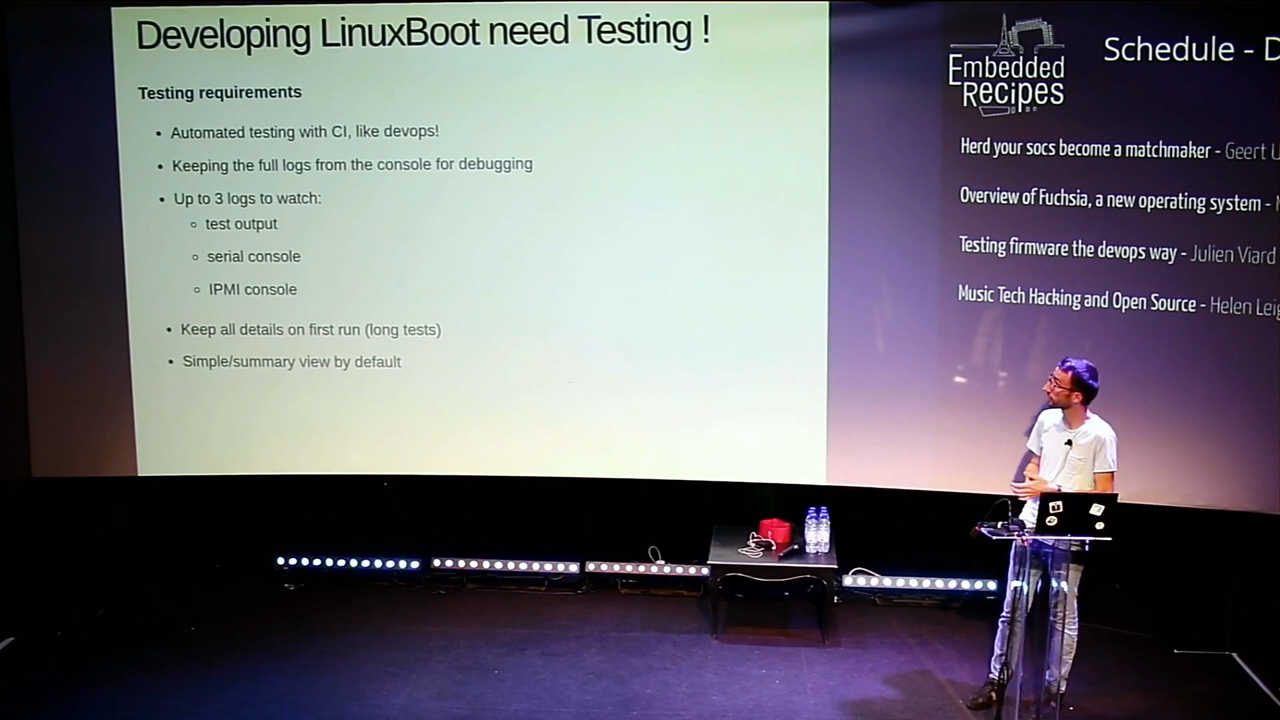 Developing LinuxBoot need Testing !
Testing requirements
• Automated testing with CI, like devops!
• Keeping the full logs from the console for debugging
• Up to 3 logs to watch:
◦ test output
◦ serial console
◦ IPMI console
• Keep all details on first run (long tests)
• Simple/summary view by default
Embedded
Recipes
Schedule - D
Herd your socs become a matchmaker - Geert U
Overview of Fuchsia, a new operating system -
Testing firmware the devops way - Julien Viard
Music Tech Hacking and Open Source - Helen Leig